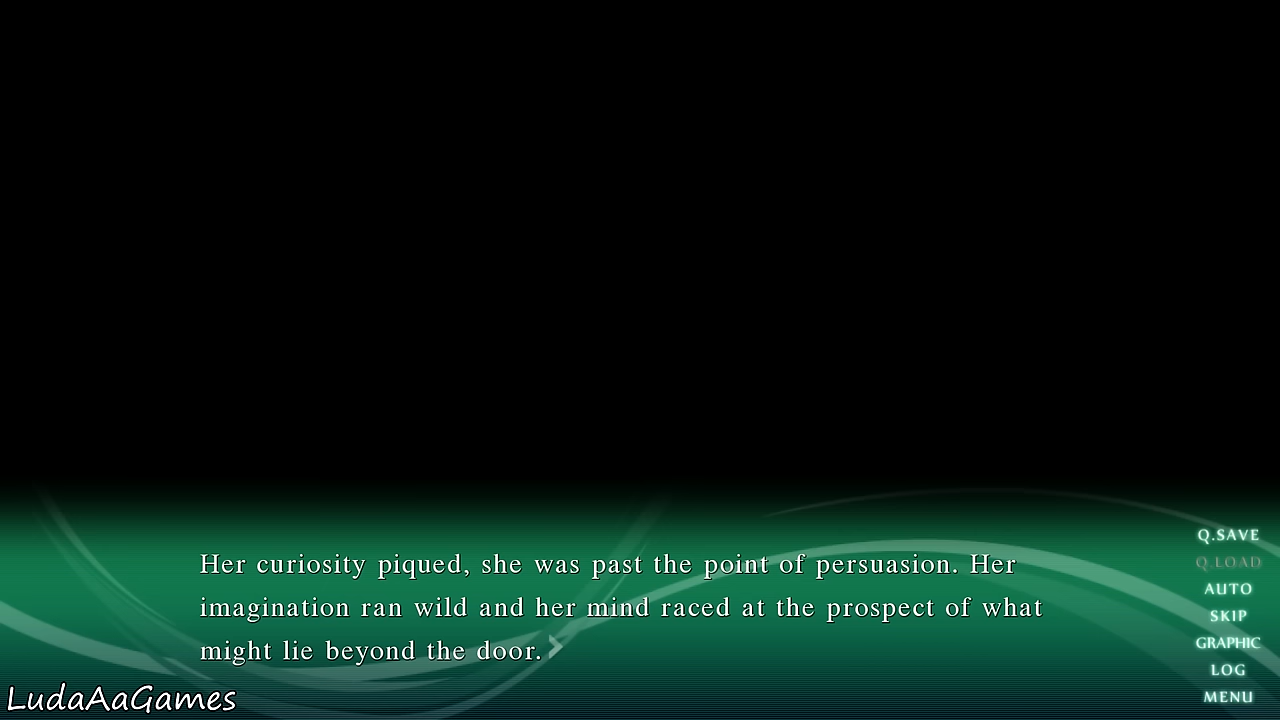 Her curiosity piqued, she was past the point of persuasion. Her
imagination ran wild and her mind raced at the prospect of what
might lie beyond the door.
Q.SAVE
Q.LOAD
AUTO
SKIP
GRAPHIC
LOG
MENU
LudaAaGames